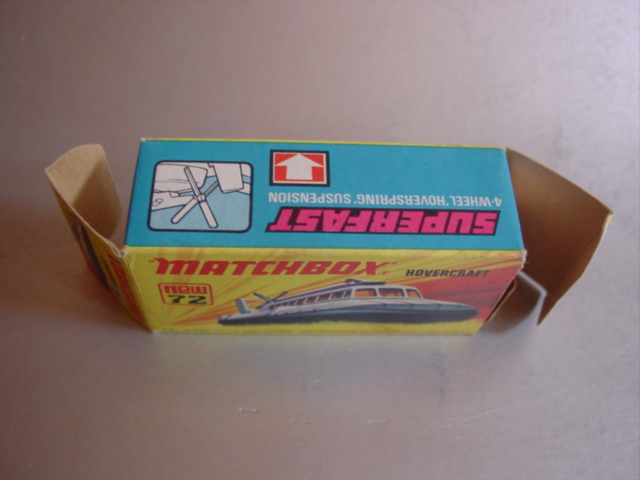 4-WHEEL 'HOVERSPRING' SUSPENSION
SUPERFAST
MATCHBOX
HOVERCRAFT
NEW
72